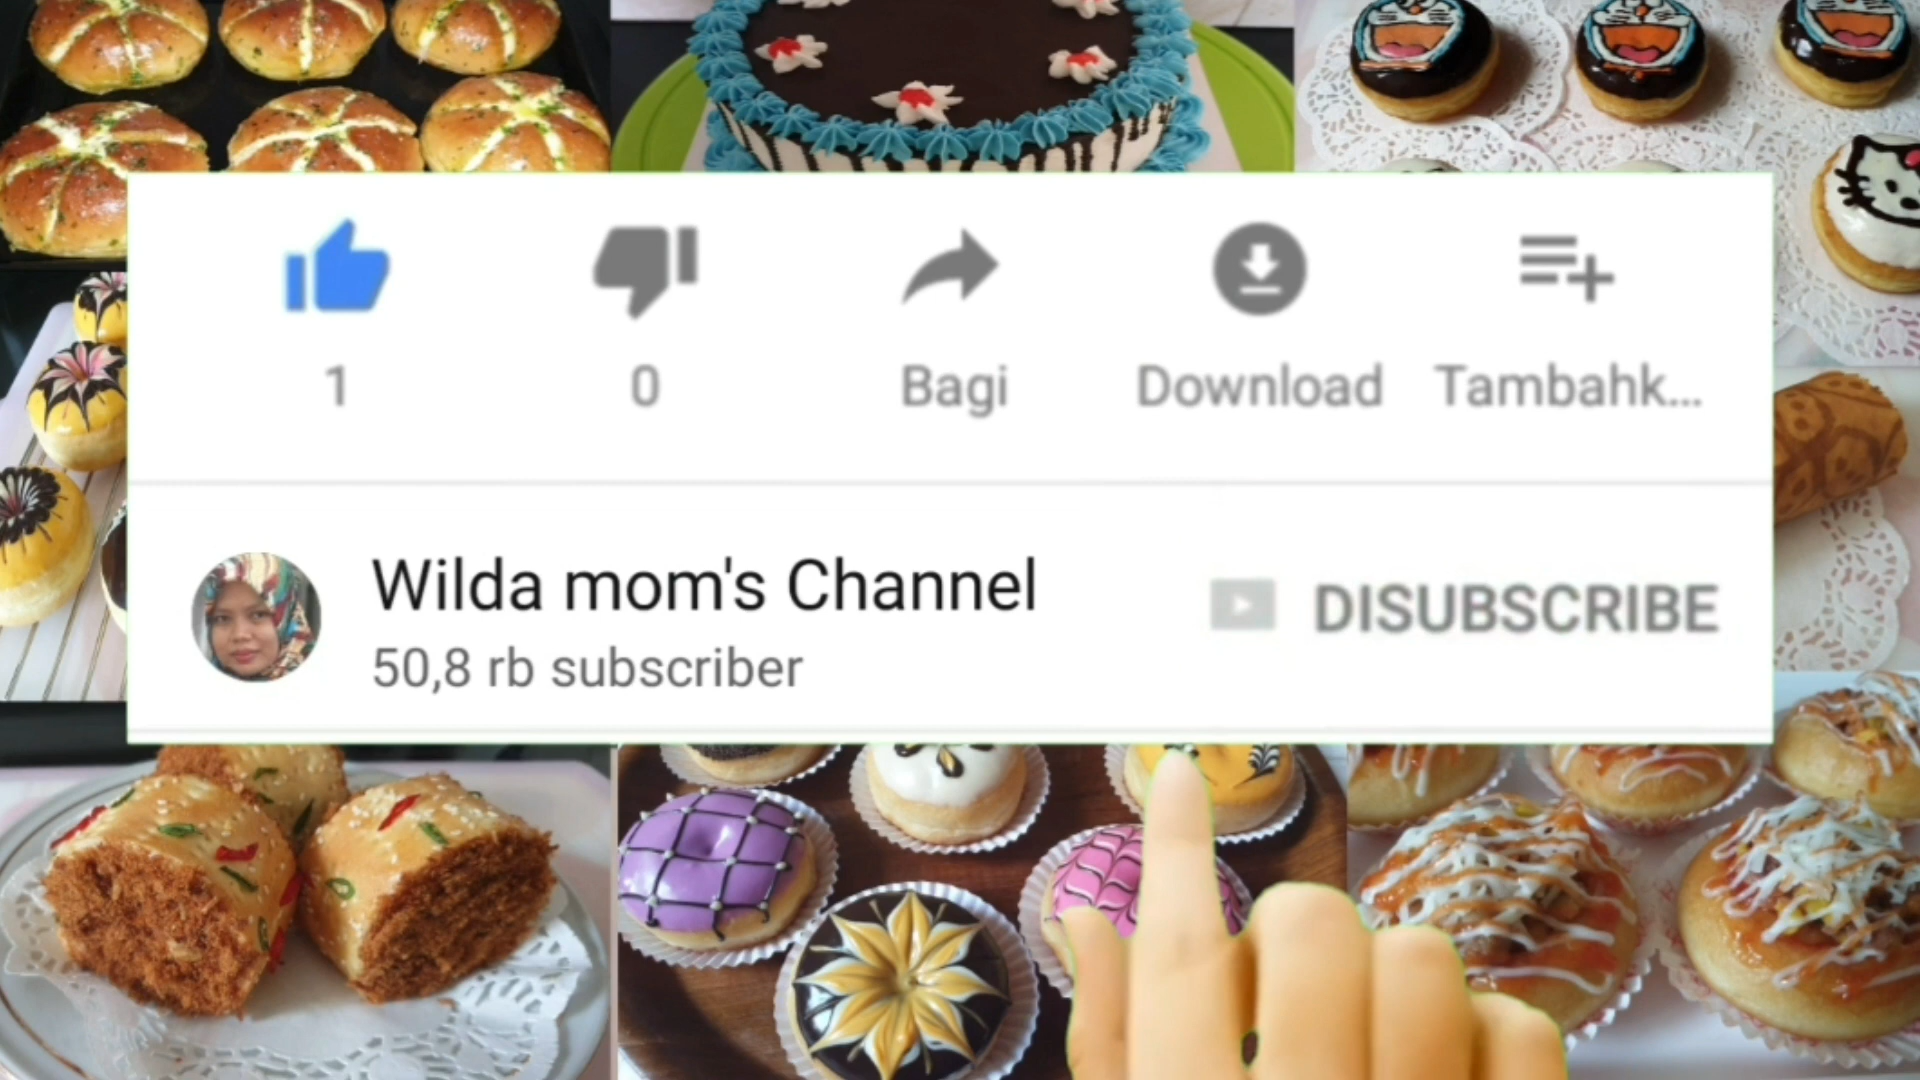 1
0
Bagi
Download
Tambahk...
Wilda mom's Channel
50,8 rb subscriber
DISUBSCRIBE